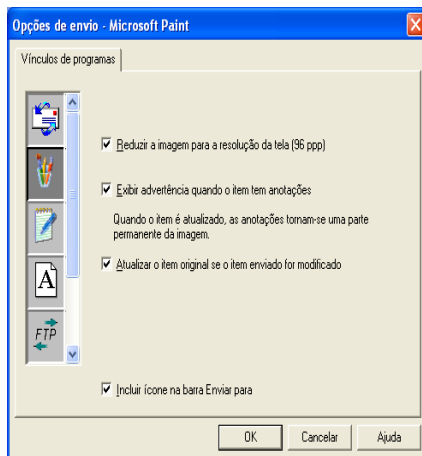 Opções de envio - Microsoft Paint
Vínculos de programas
Reduzir a imagem para a resolução da tela (96 ppp)
Exibir advertência quando o item tem anotações
Quando o item é atualizado, as anotações tornam-se uma parte
permanente da imagem.
Atualizar o item original se o item enviado for modificado
A
FTP
Incluir ícone na barra Enviar para
OK
Cancelar
Ajuda